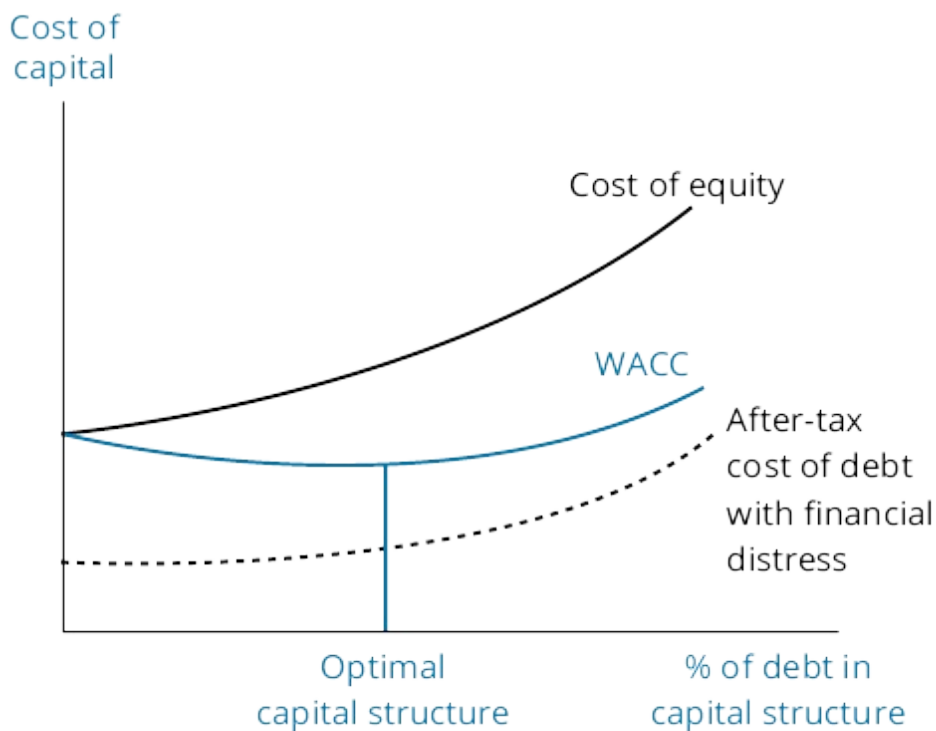 Cost of
capital
Cost of equity
WACC
After-tax
cost of debt
with financial
distress
Optimal
capital structure
% of debt in
capital structure